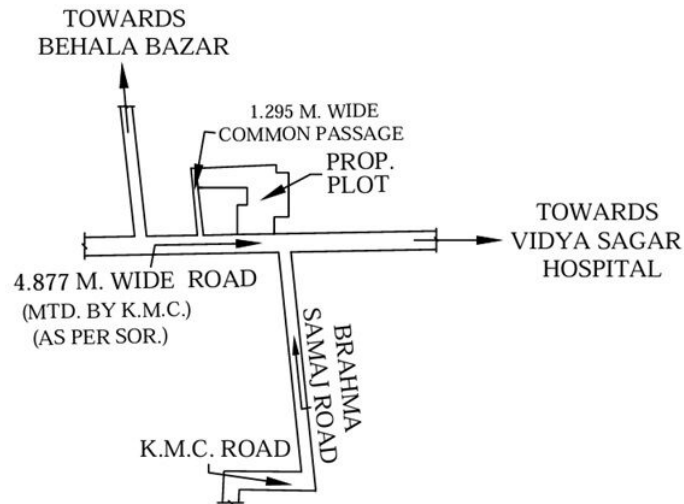 TOWARDS
BEHALA BAZAR
1.295 M. WIDE
COMMON PASSAGE
PROP.
PLOT
TOWARDS
VIDYA SAGAR
HOSPITAL
4.877 M. WIDE ROAD
(MTD. BY K.M.C.)
(AS PER SOR.)
BRAHMA
SAMAJ ROAD
K.M.C. ROAD